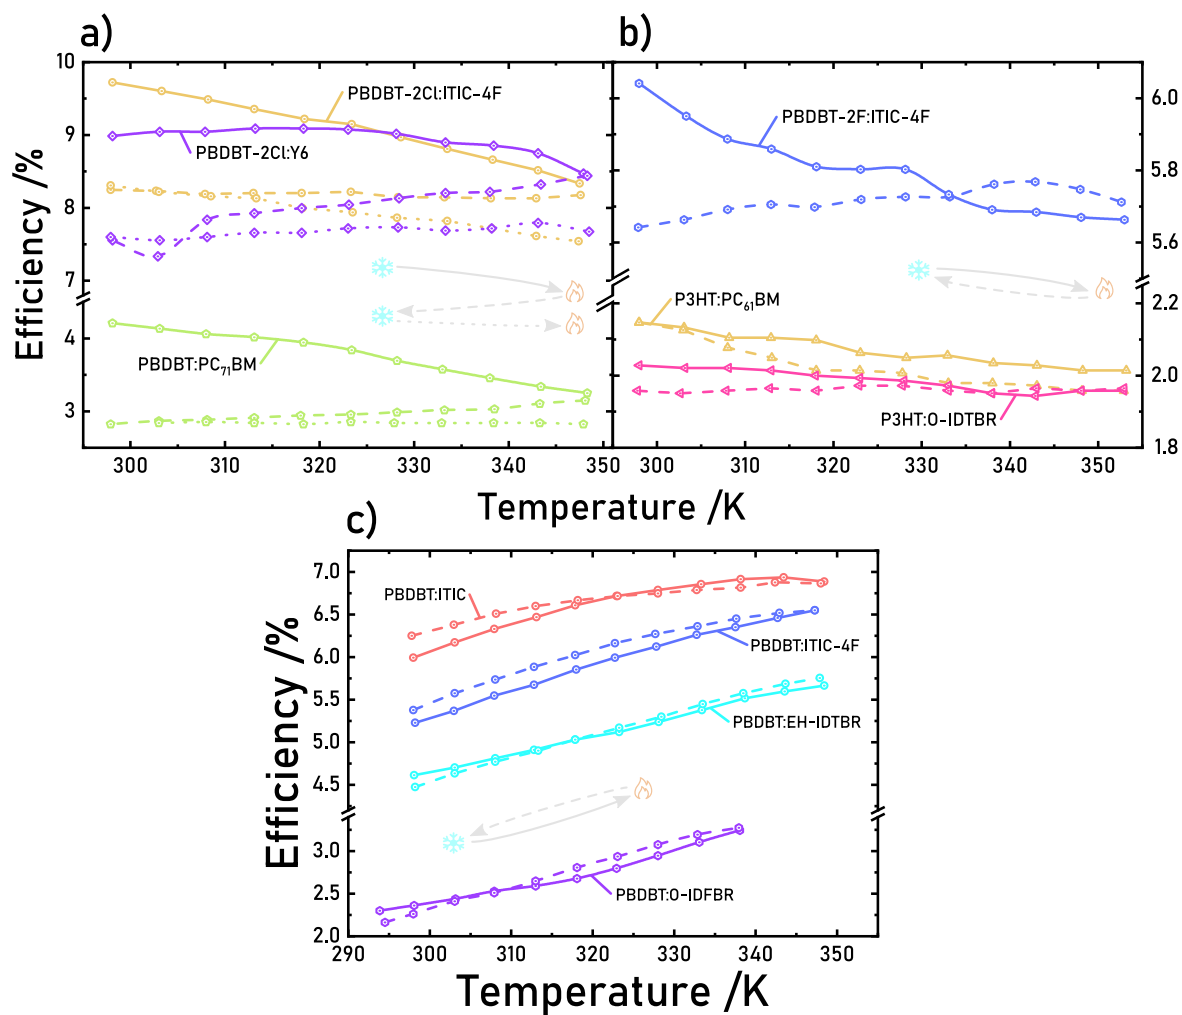 a)
b)
10
9
8
7
4
3
Efficiency /%
PBDBT-2Cl:ITIC-4F
PBDBT-2Cl:Y6
PBDBT:PC71BM
300
310
320
330
340
350
6.0
5.8
5.6
2.2
2.0
1.8
PBDBT-2F:ITIC-4F
P3HT:PC61BM
P3HT:O-IDTBR
300
310
320
330
340
350
Temperature /K
c)
7.0
6.5
6.0
5.5
5.0
4.5
3.0
2.5
2.0
Efficiency /%
PBDBT:ITIC
PBDBT:ITIC-4F
PBDBT:EH-IDTBR
PBDBT:O-IDFBR
290
300
310
320
330
340
350
Temperature /K